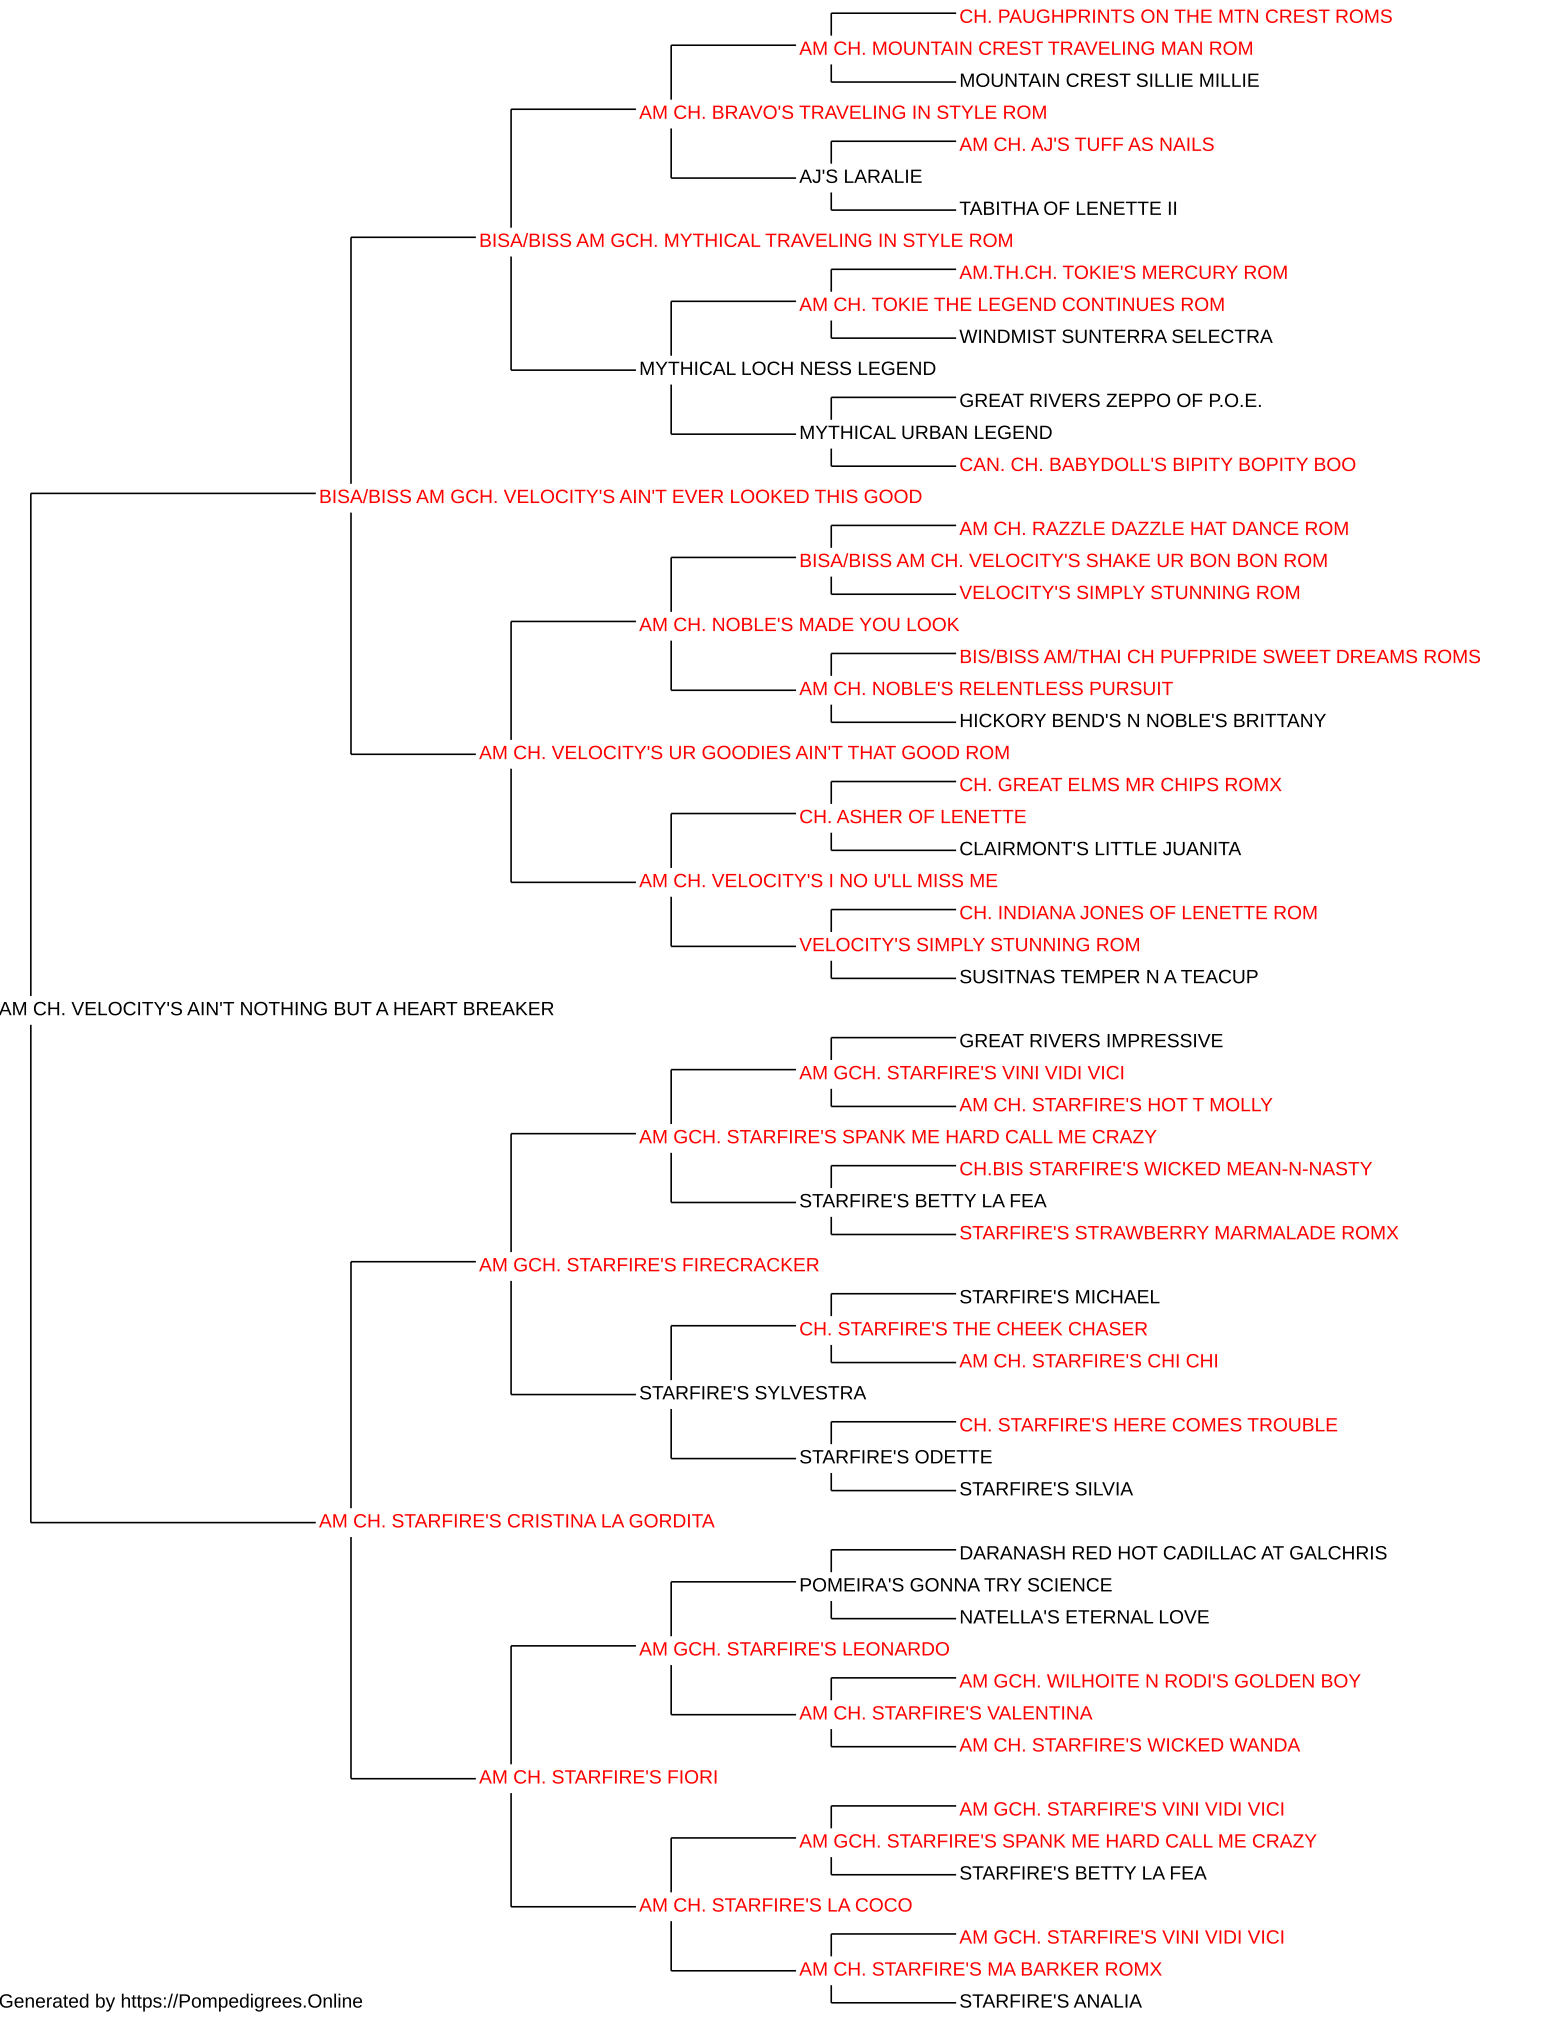 CH. PAUGHPRINTS ON THE MTN CREST ROMS
AM CH. MOUNTAIN CREST TRAVELING MAN ROM
MOUNTAIN CREST SILLIE MILLIE
AM CH. BRAVO'S TRAVELING IN STYLE ROM
AM CH. AJ'S TUFF AS NAILS
AJ'S LARALIE
TABITHA OF LENETTE II
BISA/BISS AM GCH. MYTHICAL TRAVELING IN STYLE ROM
AM.TH.CH. TOKIE'S MERCURY ROM
AM CH. TOKIE THE LEGEND CONTINUES ROM
WINDMIST SUNTERRA SELECTRA
MYTHICAL LOCH NESS LEGEND
GREAT RIVERS ZEPPO OF P.O.E.
MYTHICAL URBAN LEGEND
CAN. CH. BABYDOLL'S BIPITY BOPITY BOO
BISA/BISS AM GCH. VELOCITY'S AIN'T EVER LOOKED THIS GOOD
AM CH. RAZZLE DAZZLE HAT DANCE ROM
BISA/BISS AM CH. VELOCITY'S SHAKE UR BON BON ROM
VELOCITY'S SIMPLY STUNNING ROM
AM CH. NOBLE'S MADE YOU LOOK
BIS/BISS AM/THAI CH PUFPRIDE SWEET DREAMS ROMS
AM CH. NOBLE'S RELENTLESS PURSUIT
HICKORY BEND'S N NOBLE'S BRITTANY
AM CH. VELOCITY'S UR GOODIES AIN'T THAT GOOD ROM
CH. GREAT ELMS MR CHIPS ROMX
CH. ASHER OF LENETTE
CLAIRMONT'S LITTLE JUANITA
AM CH. VELOCITY'S I NO U'LL MISS ME
CH. INDIANA JONES OF LENETTE ROM
VELOCITY'S SIMPLY STUNNING ROM
SUSITNAS TEMPER N A TEACUP
AM CH. VELOCITY'S AIN'T NOTHING BUT A HEART BREAKER
GREAT RIVERS IMPRESSIVE
AM GCH. STARFIRE'S VINI VIDI VICI
AM CH. STARFIRE'S HOT T MOLLY
AM GCH. STARFIRE'S SPANK ME HARD CALL ME CRAZY
CH.BIS STARFIRE'S WICKED MEAN-N-NASTY
STARFIRE'S BETTY LA FEA
STARFIRE'S STRAWBERRY MARMALADE ROMX
AM GCH. STARFIRE'S FIRECRACKER
STARFIRE'S MICHAEL
CH. STARFIRE'S THE CHEEK CHASER
AM CH. STARFIRE'S CHI CHI
STARFIRE'S SYLVESTRA
CH. STARFIRE'S HERE COMES TROUBLE
STARFIRE'S ODETTE
STARFIRE'S SILVIA
AM CH. STARFIRE'S CRISTINA LA GORDITA
DARANASH RED HOT CADILLAC AT GALCHRIS
POMEIRA'S GONNA TRY SCIENCE
NATELLA'S ETERNAL LOVE
AM GCH. STARFIRE'S LEONARDO
AM GCH. WILHOITE N RODI'S GOLDEN BOY
AM CH. STARFIRE'S VALENTINA
AM CH. STARFIRE'S WICKED WANDA
AM CH. STARFIRE'S FIORI
AM GCH. STARFIRE'S VINI VIDI VICI
AM GCH. STARFIRE'S SPANK ME HARD CALL ME CRAZY
STARFIRE'S BETTY LA FEA
AM CH. STARFIRE'S LA COCO
AM GCH. STARFIRE'S VINI VIDI VICI
AM CH. STARFIRE'S MA BARKER ROMX
STARFIRE'S ANALIA
Generated by https://Pompedigrees.Online